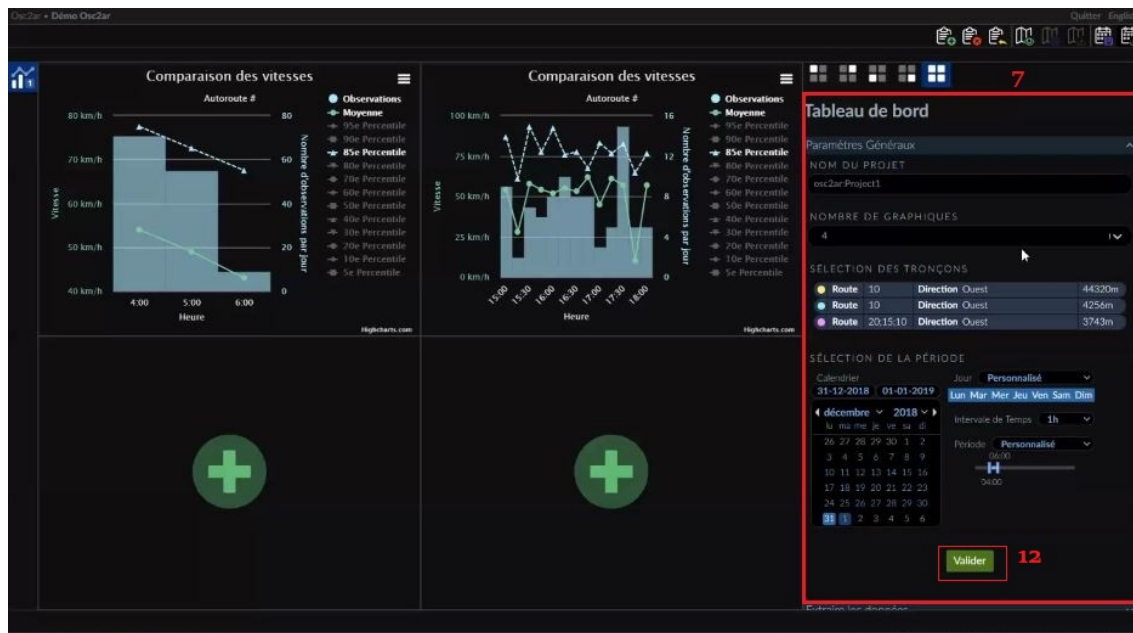 Osc2ar • Démo Osc2ar
Quitter English
1
Comparaison des vitesses
Autoroute #
80 km/h
70 km/h
60 km/h
50 km/h
40 km/h
Vitesse
80
60
40
20
0
Nombre d'observations par jour
4:00 5:00 6:00
Heure
Observations
Moyenne
95e Percentile
90e Percentile
85e Percentile
80e Percentile
70e Percentile
60e Percentile
50e Percentile
40e Percentile
30e Percentile
20e Percentile
10e Percentile
5e Percentile
Highcharts.com
Comparaison des vitesses
Autoroute #
100 km/h
75 km/h
50 km/h
25 km/h
0 km/h
Vitesse
16
12
8
4
0
Nombre d'observations par jour
15:00 15:30 16:00 16:30 17:00 17:30 18:00
Heure
Observations
Moyenne
95e Percentile
90e Percentile
85e Percentile
80e Percentile
70e Percentile
60e Percentile
50e Percentile
40e Percentile
30e Percentile
20e Percentile
10e Percentile
5e Percentile
Highcharts.com
7
Tableau de bord
Paramètres Généraux
NOM DU PROJET
osc2ar:Project1
NOMBRE DE GRAPHIQUES
4
SÉLECTION DES TRONÇONS
Route 10 Direction Ouest 44320m
Route 10 Direction Ouest 4256m
Route 20;15;10 Direction Ouest 3743m
SÉLECTION DE LA PÉRIODE
Calendrier
31-12-2018 01-01-2019
décembre 2018
lu ma me je ve sa di
26 27 28 29 30 1 2
3 4 5 6 7 8 9
10 11 12 13 14 15 16
17 18 19 20 21 22 23
24 25 26 27 28 29 30
31 1 2 3 4 5 6
Jour Personnalisé
Lun Mar Mer Jeu Ven Sam Dim
Intervale de Temps 1h
Période Personnalisé
06:00
04:00
Valider
12
Extraire les données